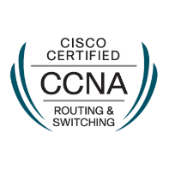 CISCO
CERTIFIED
CCNA
ROUTING &
SWITCHING